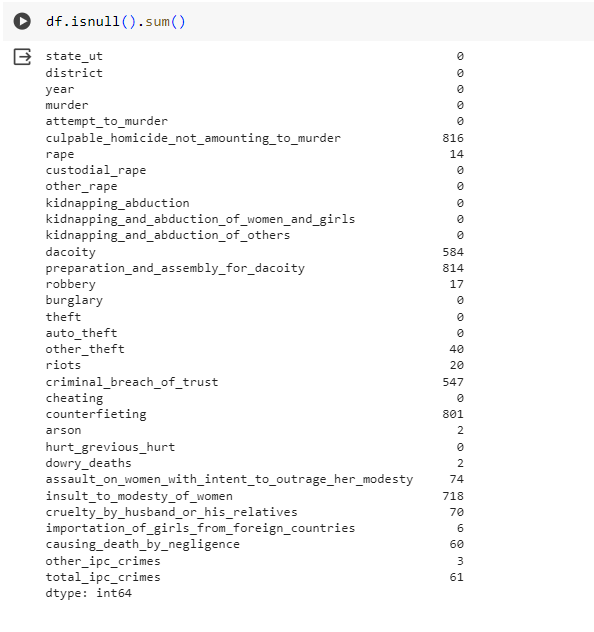 df.isnull().sum()
state_ut 0
district 0
year 0
murder 0
attempt_to_murder 0
culpable_homicide_not_amounting_to_murder 816
rape 14
custodial_rape 0
other_rape 0
kidnapping_abduction 0
kidnapping_and_abduction_of_women_and_girls 0
kidnapping_and_abduction_of_others 0
dacoity 584
preparation_and_assembly_for_dacoity 814
robbery 17
burglary 0
theft 0
auto_theft 0
other_theft 40
riots 20
criminal_breach_of_trust 547
cheating 0
counterfieting 801
arson 2
hurt_grevious_hurt 0
dowry_deaths 2
assault_on_women_with_intent_to_outrage_her_modesty 74
insult_to_modesty_of_women 718
cruelty_by_husband_or_his_relatives 70
importation_of_girls_from_foreign_countries 6
causing_death_by_negligence 60
other_ipc_crimes 3
total_ipc_crimes 61
dtype: int64